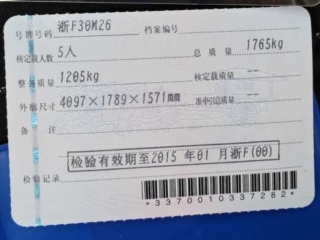 号牌号码 浙F30M26 档案编号
核定载人数 5人 总质量 1765kg
整备质量 1205kg 核定载质量 --
外廓尺寸 4097×1789×1571mm 准牵引总质量 --
备注
检验有效期至2015 年 01 月浙F(00)
检验记录
*3370010337282*